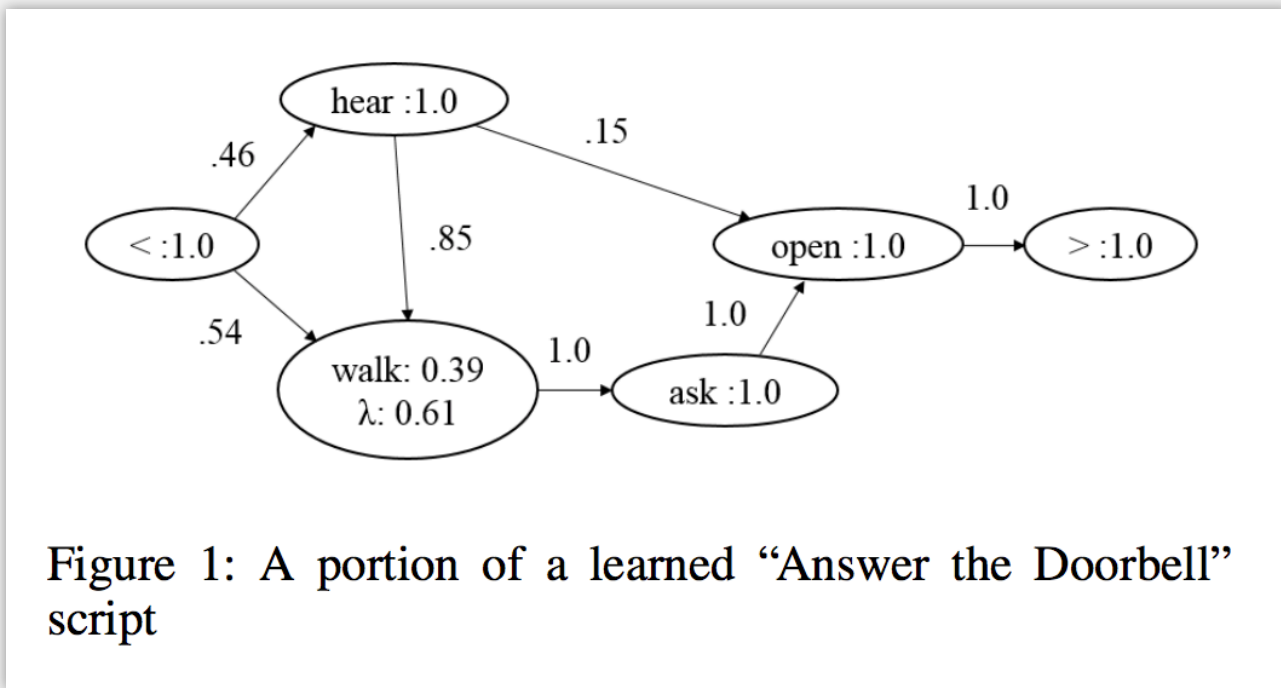 hear :1.0
.15
.46
1.0
< :1.0
.85
open :1.0
> :1.0
.54
1.0
1.0
walk: 0.39
λ: 0.61
ask :1.0
Figure 1: A portion of a learned “Answer the Doorbell”
script